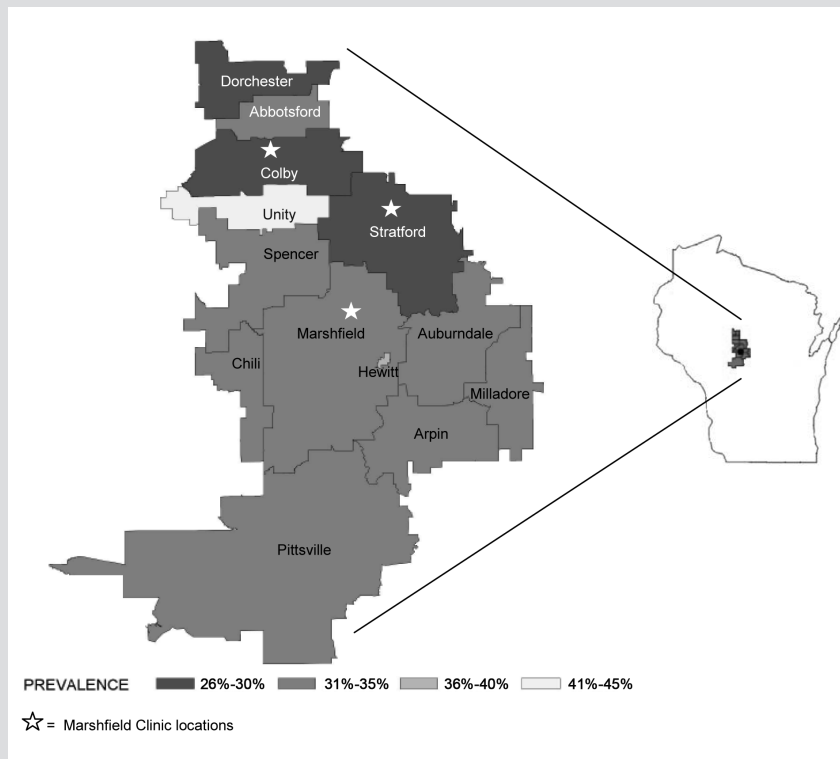 Dorchester
Abbotsford
Colby
Unity
Stratford
Spencer
Marshfield
Auburndale
Chili
Hewitt
Milladore
Arpin
Pittsville
PREVALENCE 26%-30% 31%-35% 36%-40% 41%-45%
= Marshfield Clinic locations